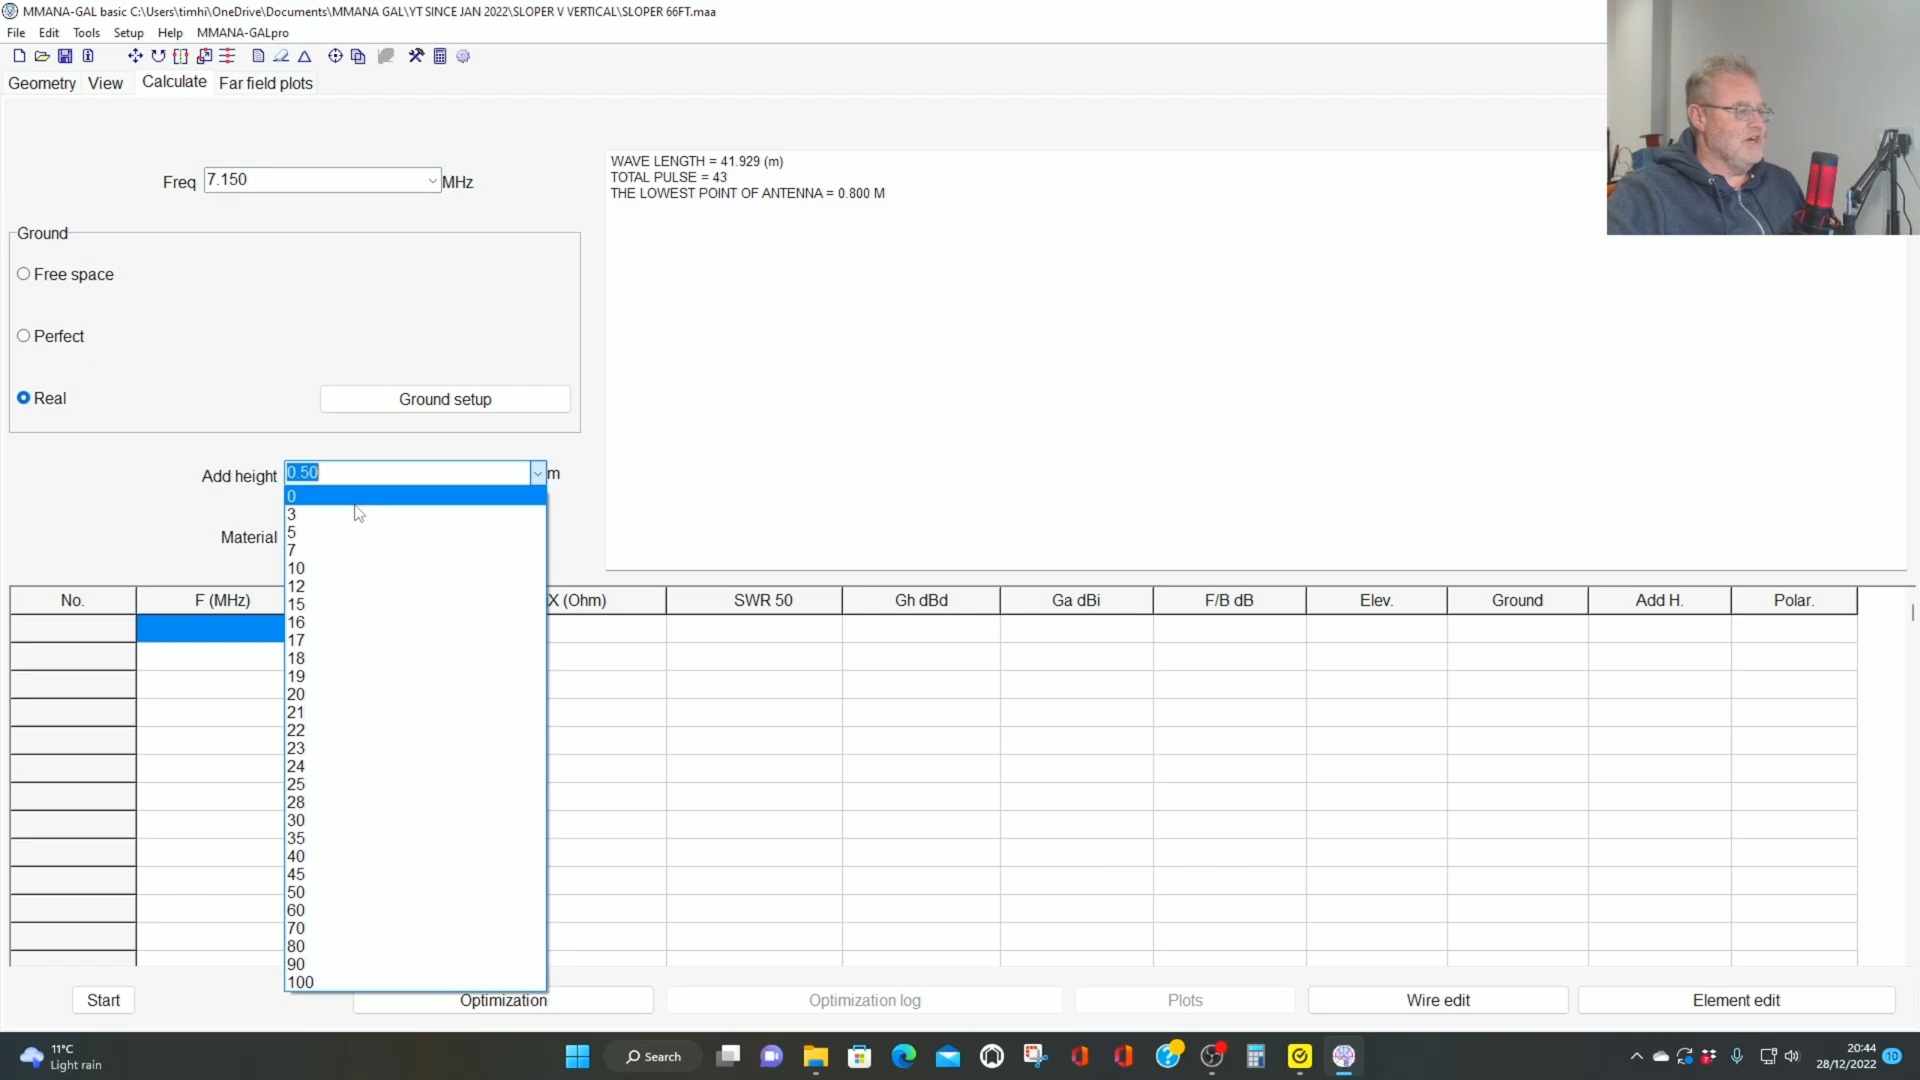 MMANA-GAL basic C:\Users\timhi\OneDrive\Documents\MMANA GAL\YT SINCE JAN 2022\SLOPER V VERTICAL\SLOPER 66FT.maa
File Edit Tools Setup Help MMANA-GALpro
Geometry View Calculate Far field plots
Freq 7.150 MHz
WAVE LENGTH = 41.929 (m)
TOTAL PULSE = 43
THE LOWEST POINT OF ANTENNA = 0.800 M
Ground
Free space
Perfect
Real Ground setup
Add height 0.50 m
0
3
5
Material
7
10
12
15
16
17
18
19
20
21
22
23
24
25
28
30
35
40
45
50
60
70
80
90
100
No. F (MHz) X (Ohm) SWR 50 Gh dBd Ga dBi F/B dB Elev. Ground Add H. Polar.
Start Optimization Optimization log Plots Wire edit Element edit
11°C
Light rain
Search
20:44
28/12/2022
10